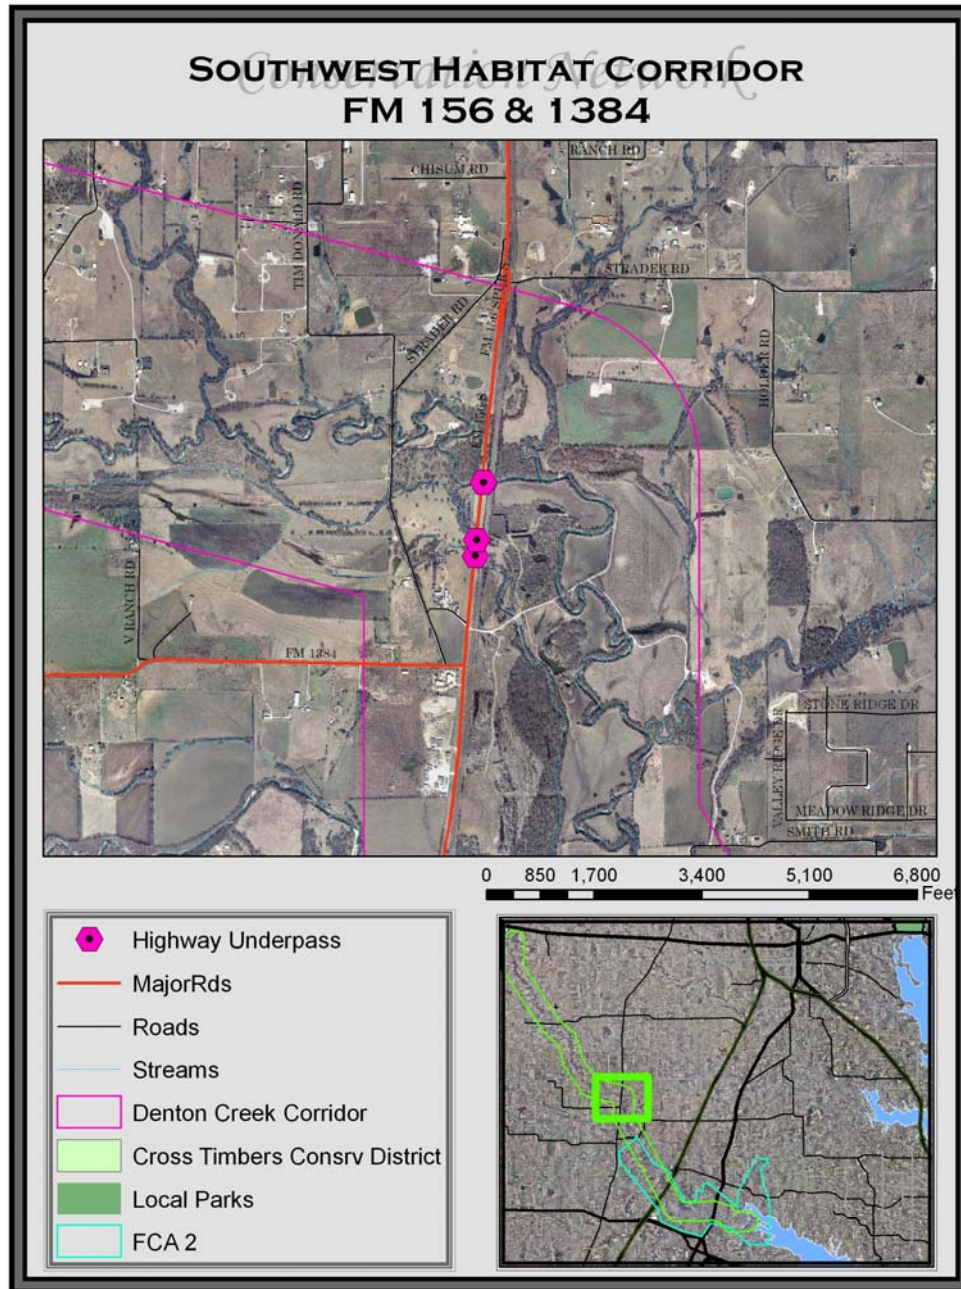 Conservation Network
SOUTHWEST HABITAT CORRIDOR
FM 156 & 1384
RANCH RD
CHISUM RD
TIM DONALD RD
STRADER RD
STRADER RD
FM 156 S
HOLDER RD
V RANCH RD
FM 1384
STONE RIDGE DR
VALLEY RIDGE DR
MEADOW RIDGE DR
SMITH RD
0 850 1,700 3,400 5,100 6,800
Feet
Highway Underpass
MajorRds
Roads
Streams
Denton Creek Corridor
Cross Timbers Consrv District
Local Parks
FCA 2